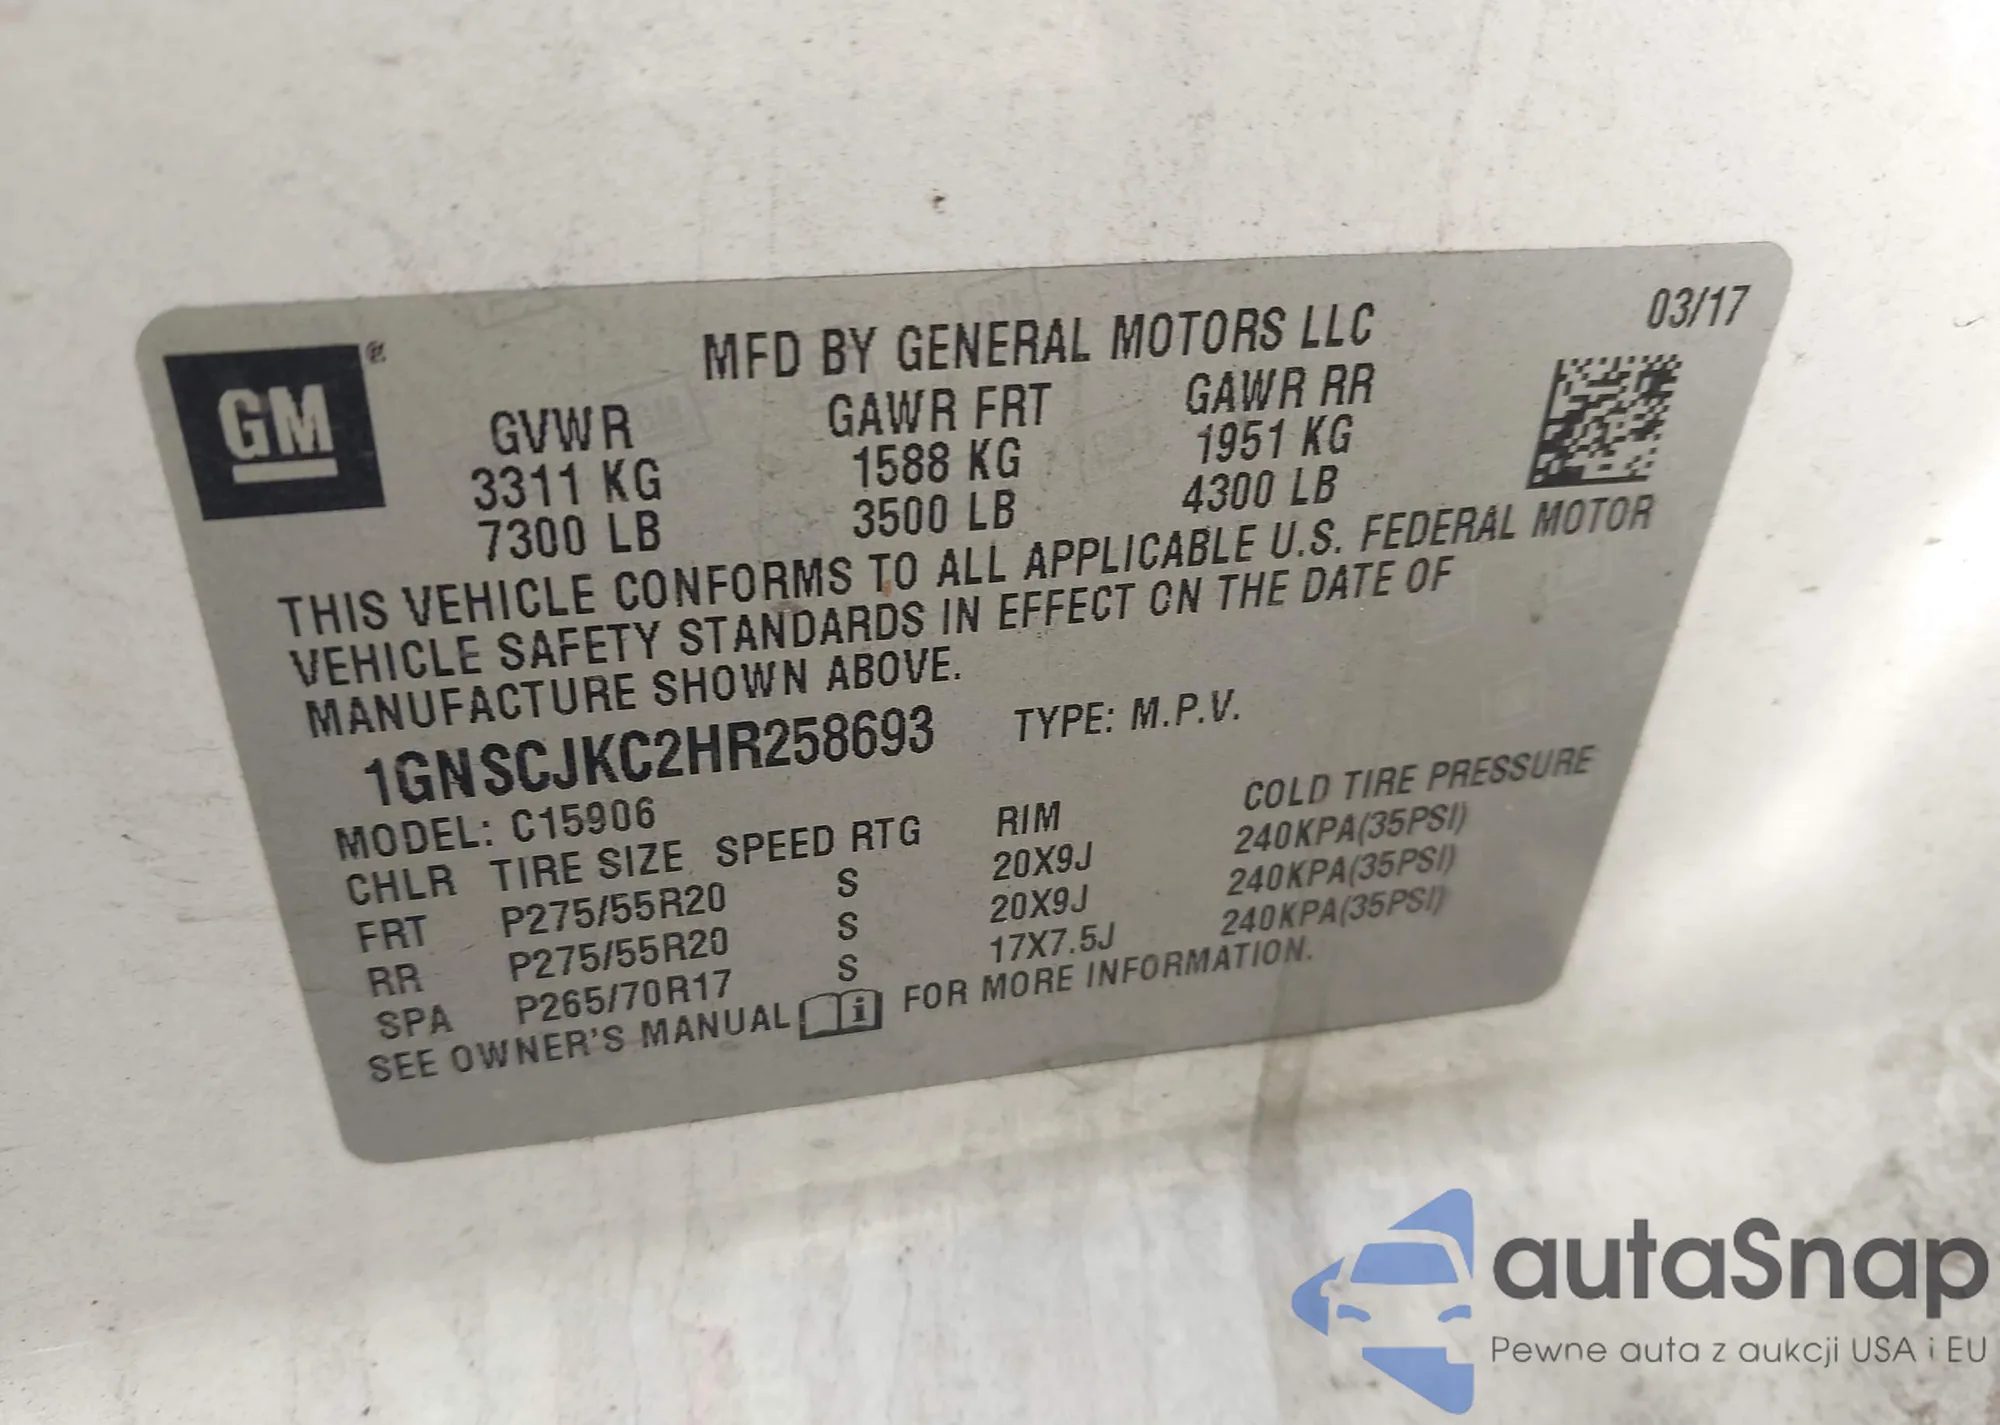 03/17
GM ®
MFD BY GENERAL MOTORS LLC
GVWR GAWR FRT GAWR RR
3311 KG 1588 KG 1951 KG
7300 LB 3500 LB 4300 LB
THIS VEHICLE CONFORMS TO ALL APPLICABLE U.S. FEDERAL MOTOR
VEHICLE SAFETY STANDARDS IN EFFECT ON THE DATE OF
MANUFACTURE SHOWN ABOVE.
1GNSCJKC2HR258693 TYPE: M.P.V.
MODEL: C15906
CHLR TIRE SIZE SPEED RTG RIM COLD TIRE PRESSURE
FRT P275/55R20 S 20X9J 240KPA(35PSI)
RR P275/55R20 S 20X9J 240KPA(35PSI)
SPA P265/70R17 S 17X7.5J 240KPA(35PSI)
SEE OWNER'S MANUAL i FOR MORE INFORMATION.
autaSnap
Pewne auta z aukcji USA i EU